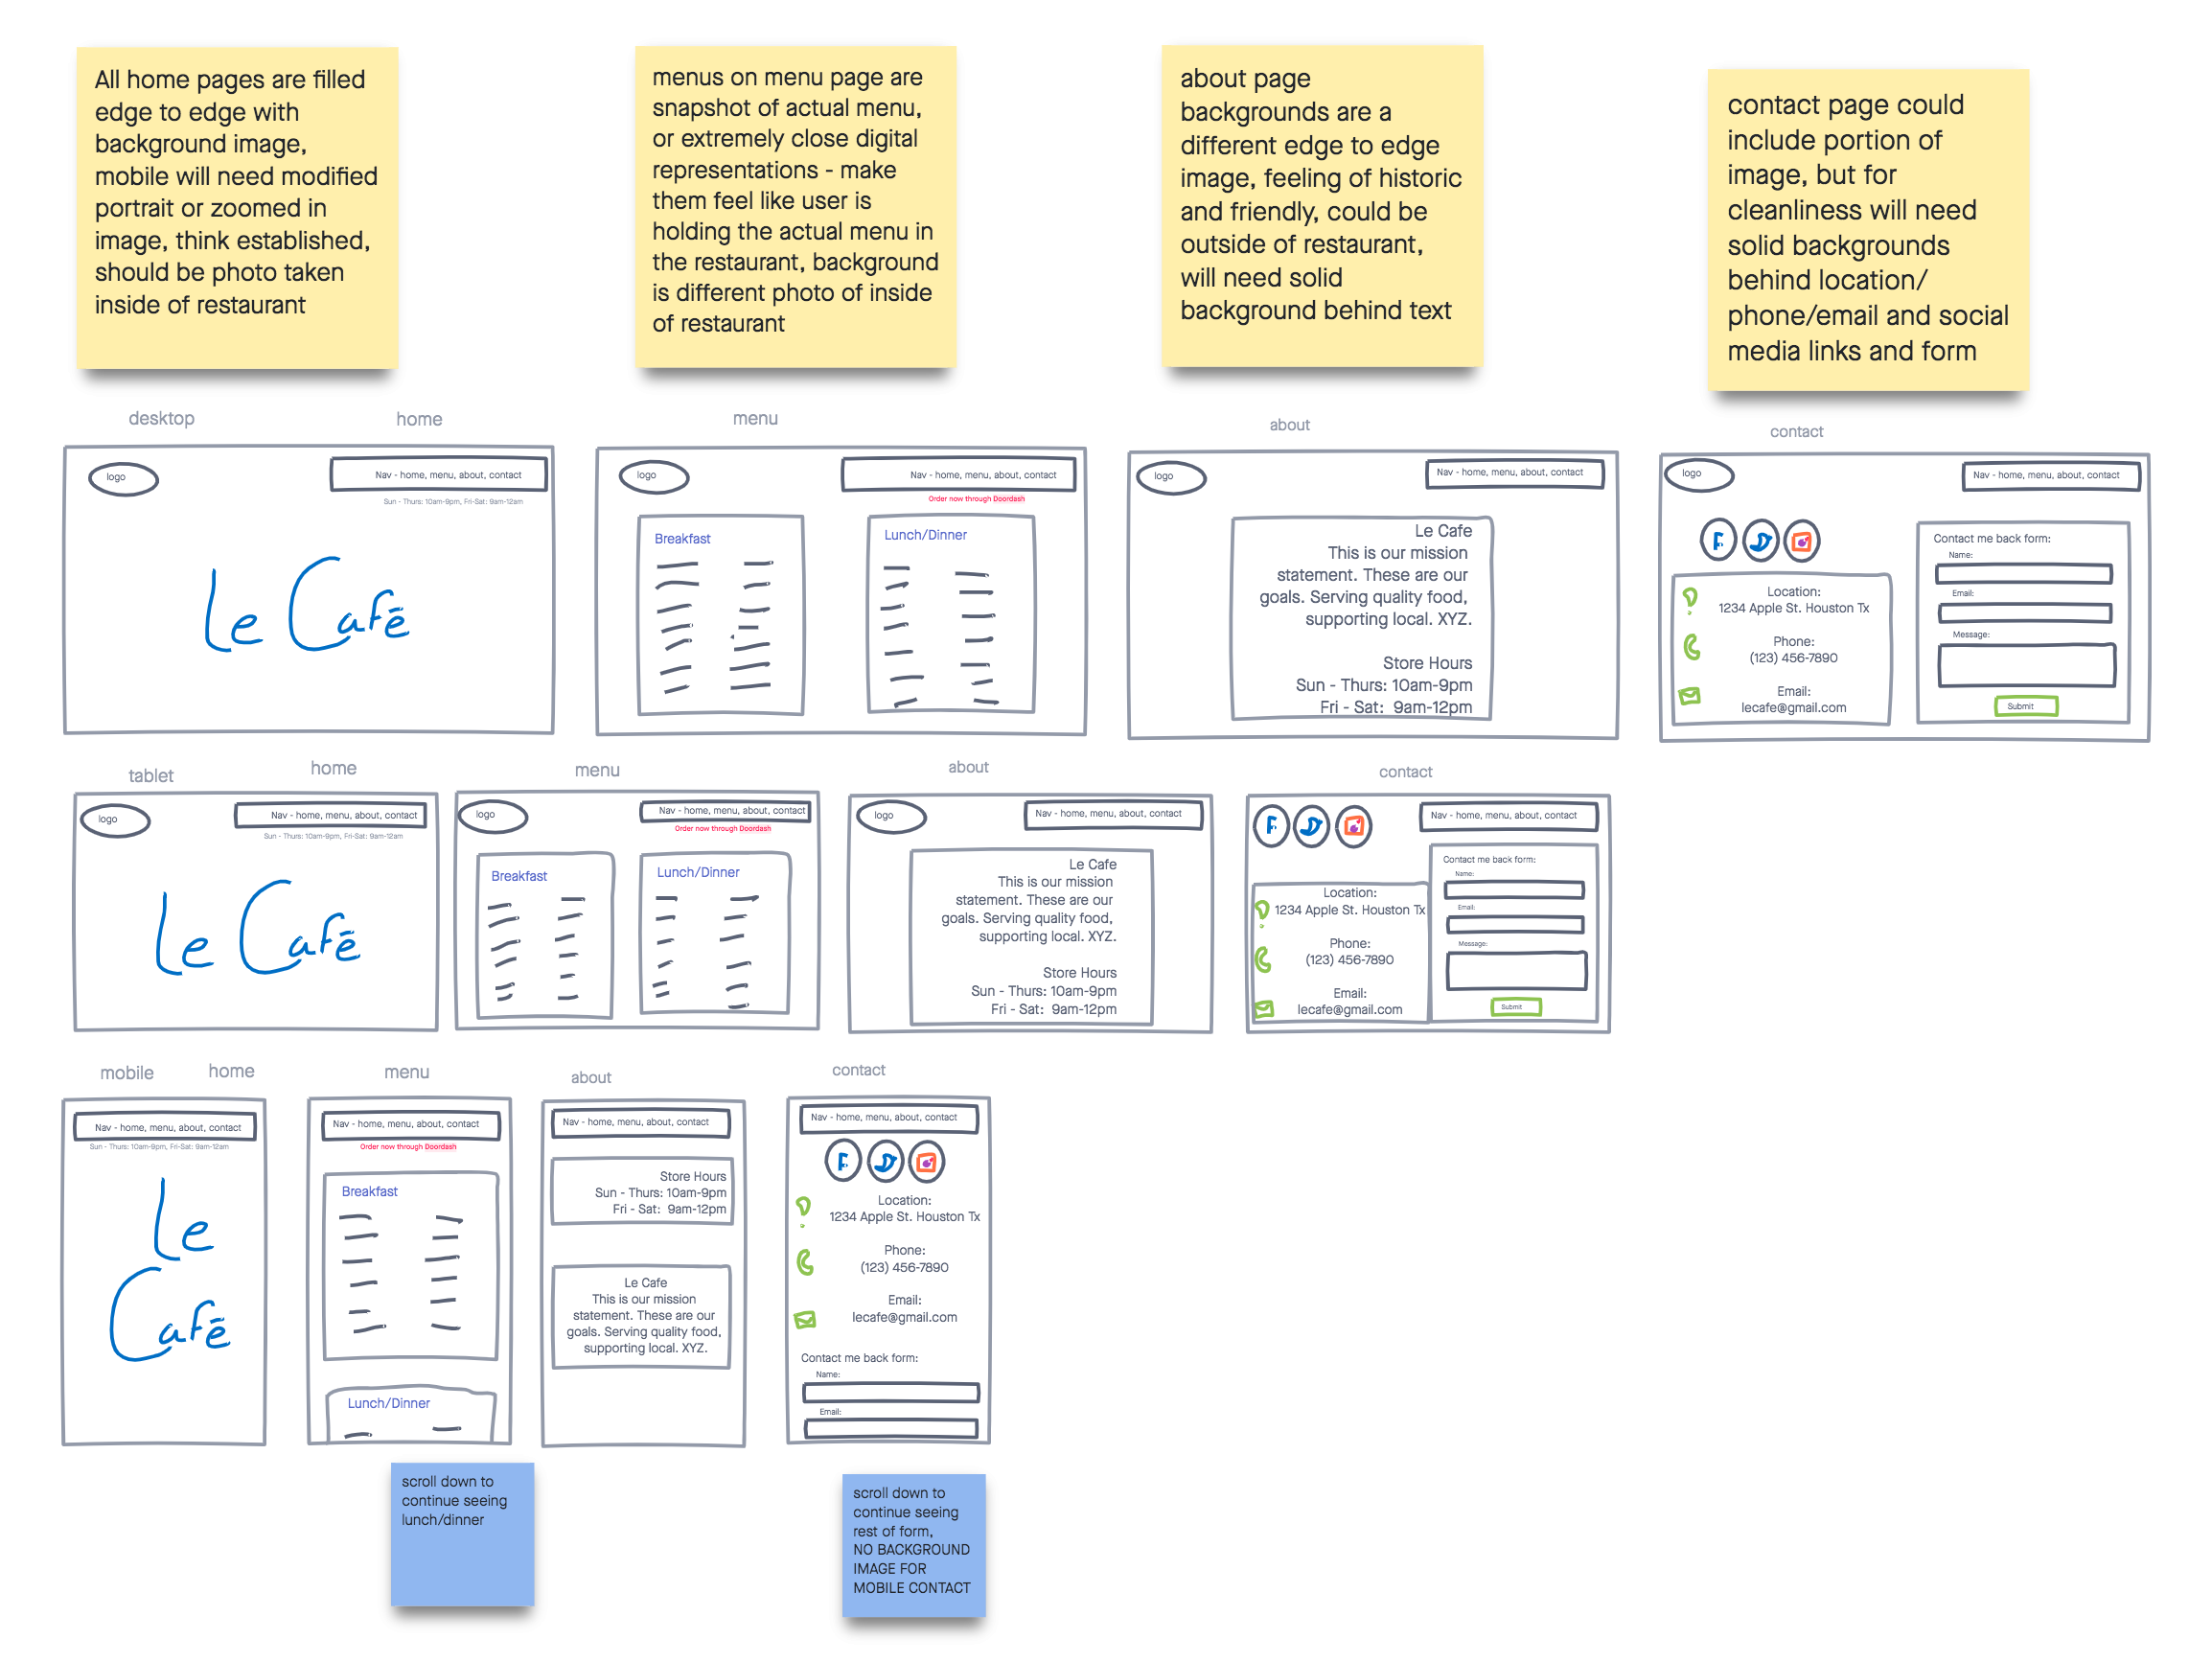 All home pages are filled
edge to edge with
background image,
mobile will need modified
portrait or zoomed in
image, think established,
should be photo taken
inside of restaurant
menus on menu page are
snapshot of actual menu,
or extremely close digital
representations - make
them feel like user is
holding the actual menu in
the restaurant, background
is different photo of inside
of restaurant
about page
backgrounds are a
different edge to edge
image, feeling of historic
and friendly, could be
outside of restaurant,
will need solid
background behind text
contact page could
include portion of
image, but for
cleanliness will need
solid backgrounds
behind location/
phone/email and social
media links and form
desktop
home
logo
Nav - home, menu, about, contact
Sun - Thurs: 10am-9pm, Fri-Sat: 9am-12am
Le Café
menu
logo
Nav - home, menu, about, contact
Order now through Doordash
Breakfast
Lunch/Dinner
about
logo
Nav - home, menu, about, contact
Le Cafe
This is our mission
statement. These are our
goals. Serving quality food,
supporting local. XYZ.
Store Hours
Sun - Thurs: 10am-9pm
Fri - Sat: 9am-12pm
contact
logo
Nav - home, menu, about, contact
F
Location:
1234 Apple St. Houston Tx
Phone:
(123) 456-7890
Email:
lecafe@gmail.com
Contact me back form:
Name:
Email:
Message:
Submit
tablet
home
logo
Nav - home, menu, about, contact
Sun - Thurs: 10am-9pm, Fri-Sat: 9am-12am
Le Café
menu
logo
Nav - home, menu, about, contact
Order now through Doordash
Breakfast
Lunch/Dinner
about
logo
Nav - home, menu, about, contact
Le Cafe
This is our mission
statement. These are our
goals. Serving quality food,
supporting local. XYZ.
Store Hours
Sun - Thurs: 10am-9pm
Fri - Sat: 9am-12pm
contact
F
Nav - home, menu, about, contact
Location:
1234 Apple St. Houston Tx
Phone:
(123) 456-7890
Email:
lecafe@gmail.com
Contact me back form:
Name:
Email:
Message:
Submit
mobile
home
Nav - home, menu, about, contact
Sun - Thurs: 10am-9pm, Fri-Sat: 9am-12am
Le
Café
menu
Nav - home, menu, about, contact
Order now through Doordash
Breakfast
Lunch/Dinner
about
Nav - home, menu, about, contact
Store Hours
Sun - Thurs: 10am-9pm
Fri - Sat: 9am-12pm
Le Cafe
This is our mission
statement. These are our
goals. Serving quality food,
supporting local. XYZ.
contact
Nav - home, menu, about, contact
F
Location:
1234 Apple St. Houston Tx
Phone:
(123) 456-7890
Email:
lecafe@gmail.com
Contact me back form:
Name:
Email:
scroll down to
continue seeing
lunch/dinner
scroll down to
continue seeing
rest of form,
NO BACKGROUND
IMAGE FOR
MOBILE CONTACT